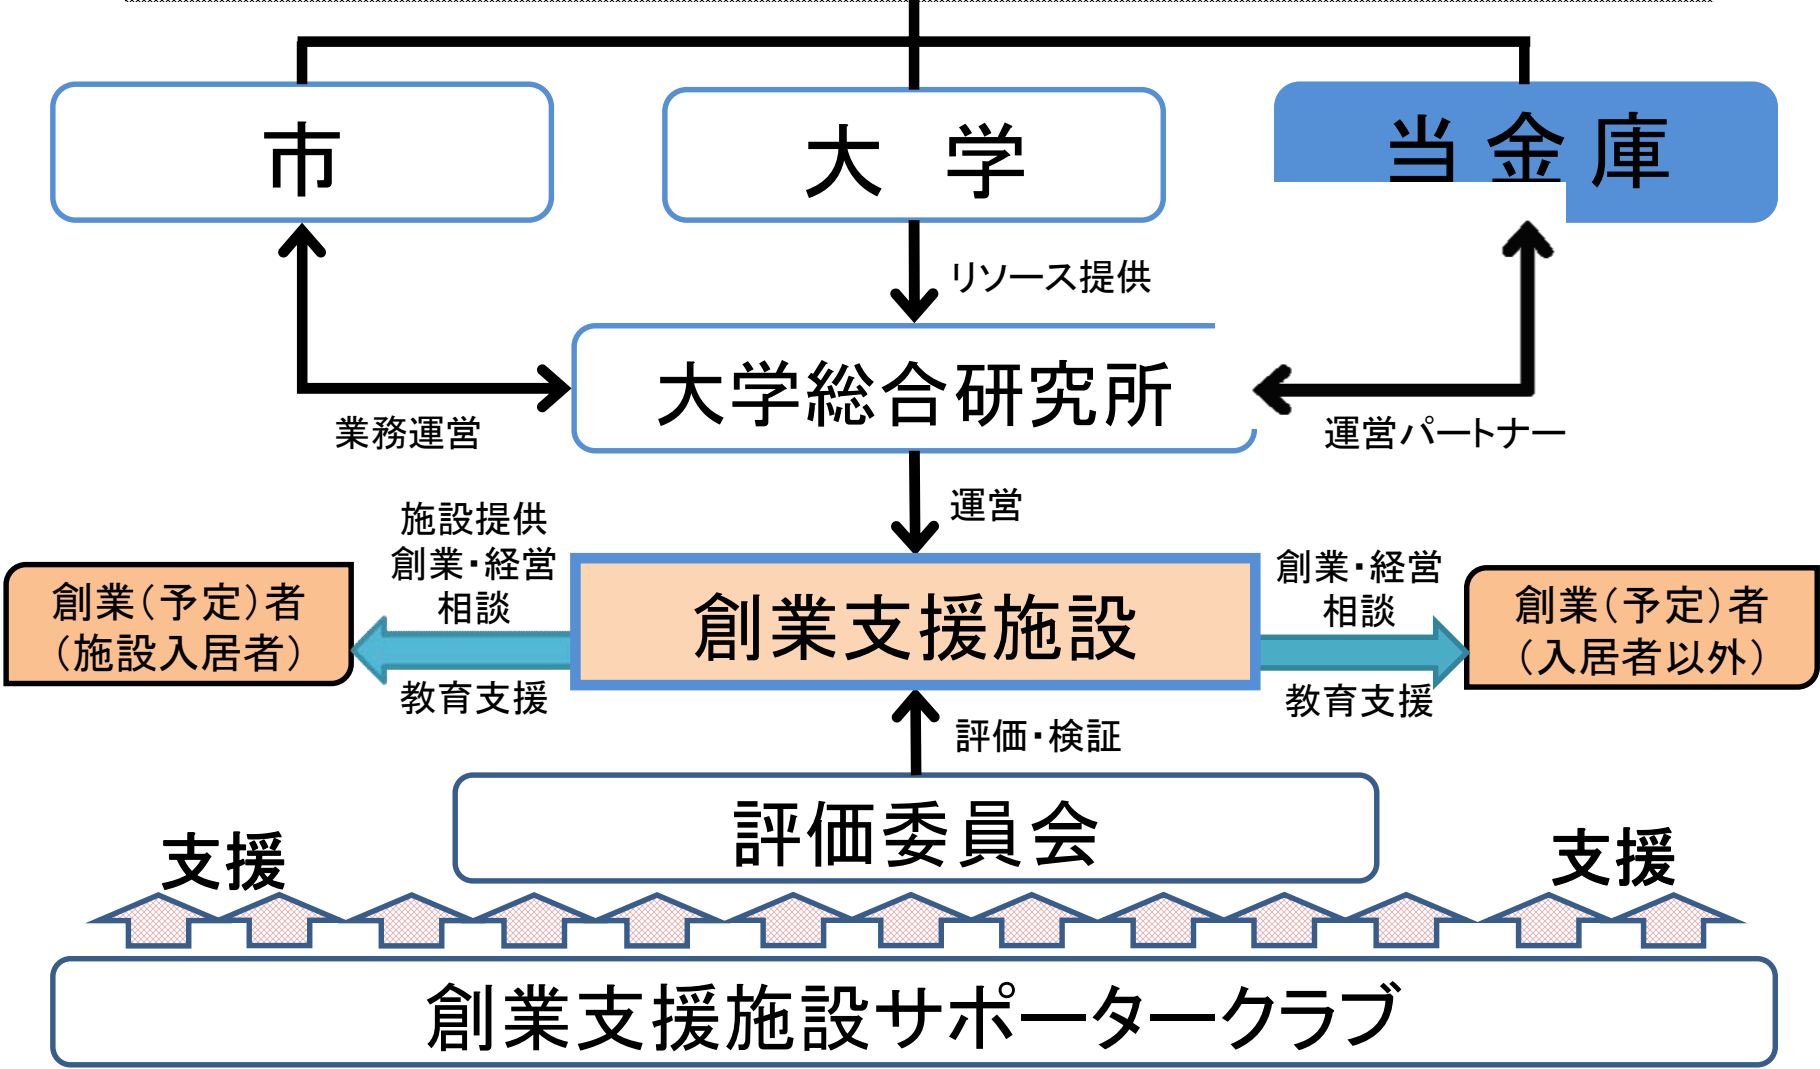 市
大学
当金庫
リソース提供
大学総合研究所
業務運営
運営パートナー
運営
施設提供
創業・経営
相談
創業・経営
相談
創業(予定)者
(施設入居者)
創業支援施設
創業(予定)者
(入居者以外)
教育支援
教育支援
評価・検証
評価委員会
支援
支援
創業支援施設サポータークラブ